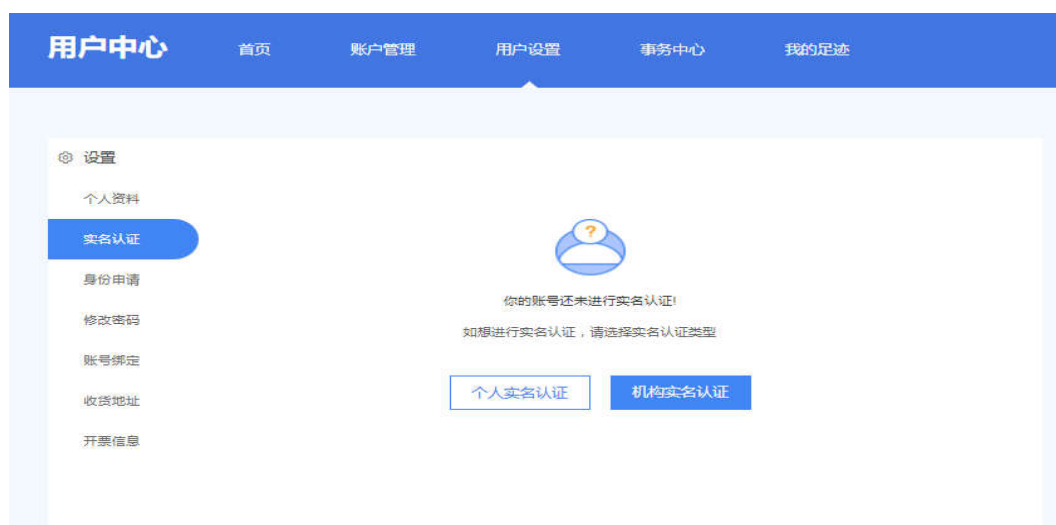 用户中心 首页 账户管理 用户设置 事务中心 我的足迹
设置
个人资料
实名认证
身份申请
修改密码
账号绑定
收货地址
开票信息
?
你的账号还未进行实名认证!
如想进行实名认证，请选择实名认证类型
个人实名认证 机构实名认证